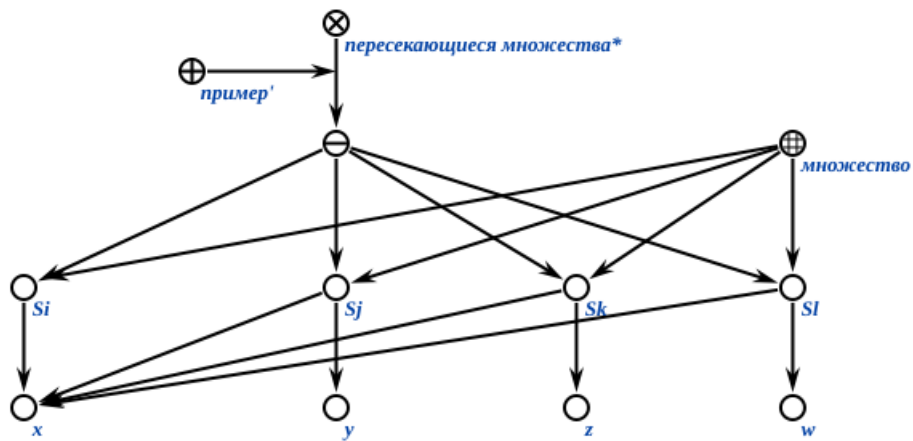 пересекающиеся множества*
пример'
множество
Si
Sj
Sk
Sl
x
y
z
w